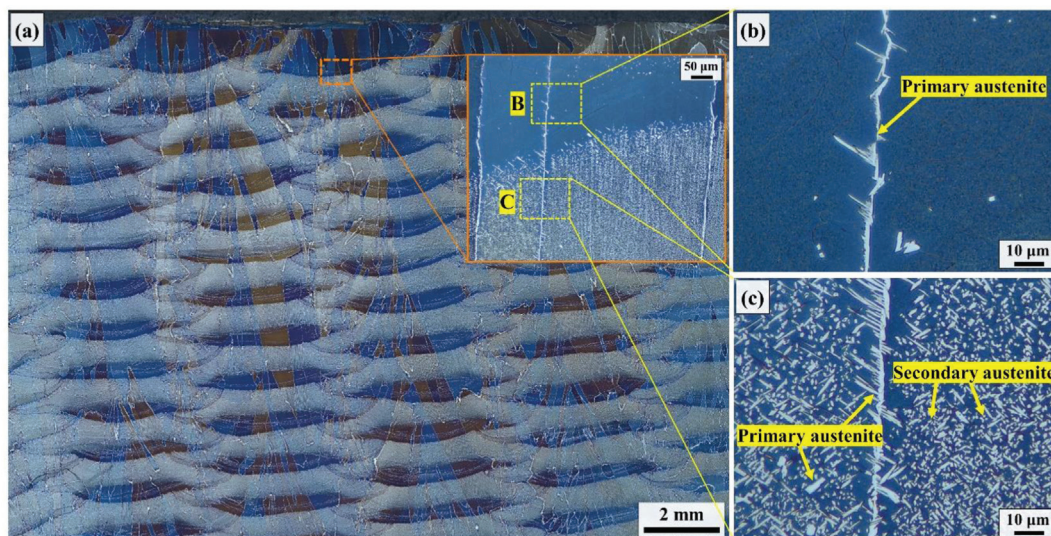 (a)
50 μm
B
C
2 mm
(b)
Primary austenite
10 μm
(c)
Secondary austenite
Primary austenite
10 μm